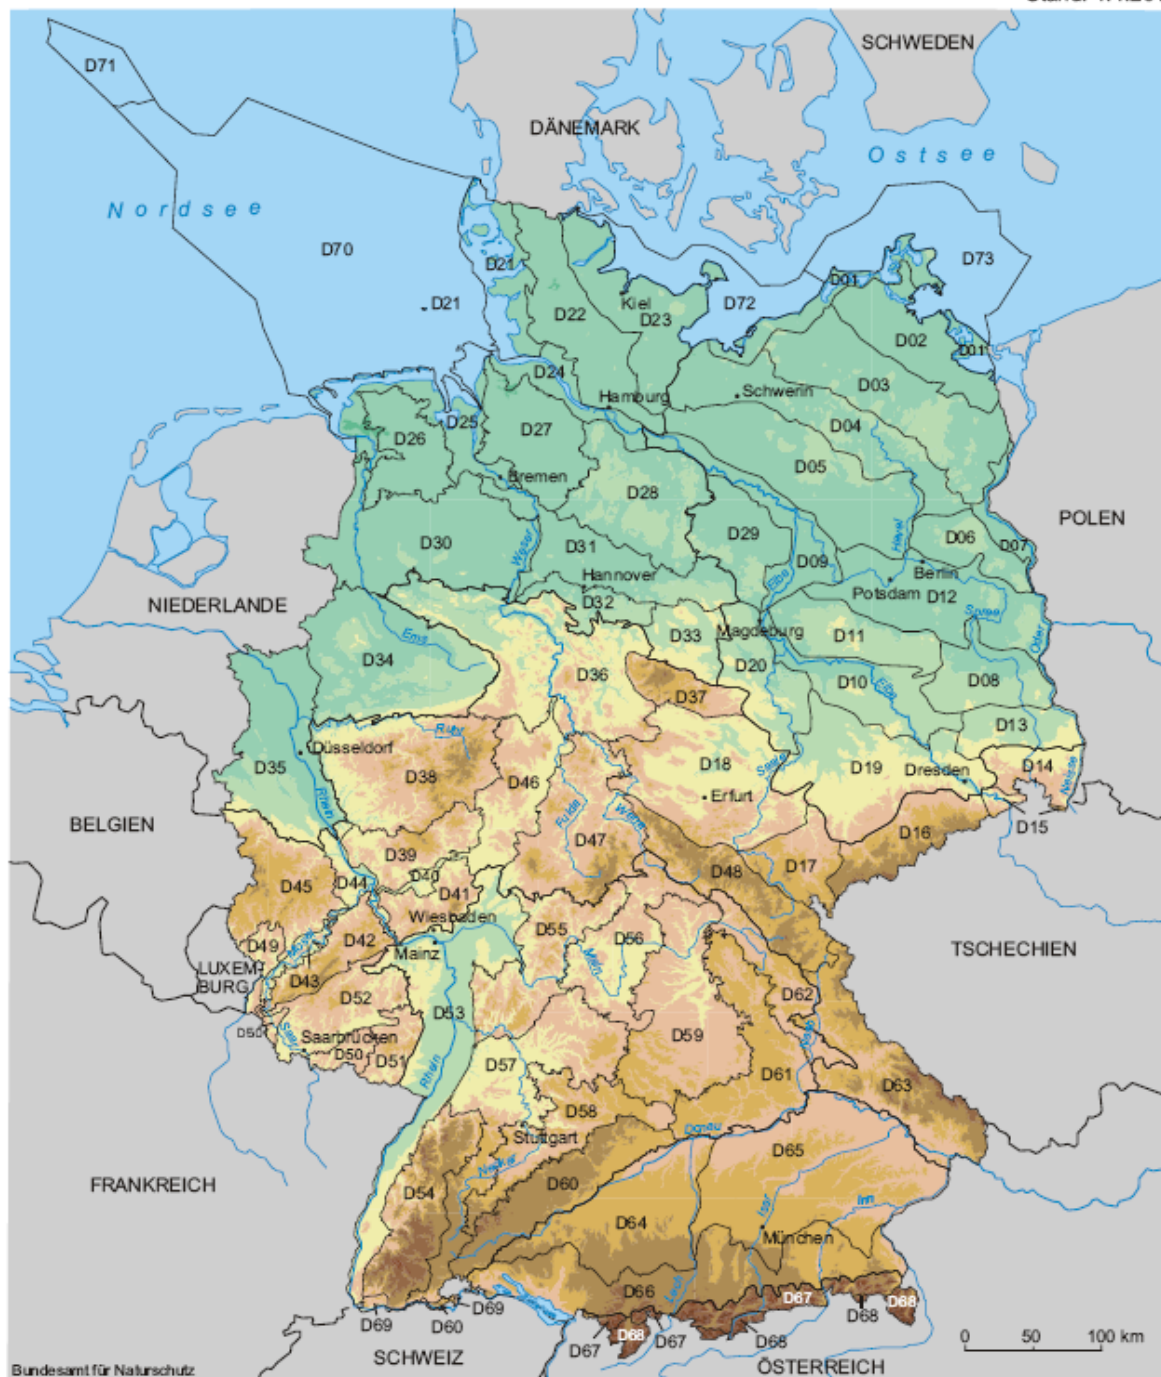 SCHWEDEN
D71
DÄNEMARK
Ostsee
Nordsee
D70
D21
D21
D01
D73
Kiel
D72
D22
D23
D02
D01
D24
D03
Schwerin
Hamburg
D04
D25
D26
D27
D05
Bremen
D28
POLEN
D29
D06
D07
D30
Weser
D31
D09
Havel
Berlin
Hannover
Elbe
Potsdam
D12
NIEDERLANDE
D32
Spree
D33
Magdeburg
D11
Oder
Ems
D34
D20
D36
D37
D10
Elbe
D08
D13
Ruhr
Düsseldorf
D35
D38
D46
D18
Saale
D19
Dresden
D14
Neisse
Rhein
Erfurt
BELGIEN
Fulda
Werra
D15
D16
D47
D39
D48
D17
D40
D45
D44
D41
Wiesbaden
D55
D56
D42
Mainz
Main
TSCHECHIEN
D49
Mosel
LUXEM-
BURG
D43
D52
D53
D62
D50
Saar
Saarbrücken
D50
D51
D59
Naab
D57
D61
D63
Rhein
D58
Stuttgart
Donau
D65
Neckar
FRANKREICH
D54
D60
D64
Isar
Inn
München
D66
Lech
D67
D68
D69
D69
D60
D68
D67
D68
D67
D68
0 50 100 km
SCHWEIZ
ÖSTERREICH
Bundesamt für Naturschutz